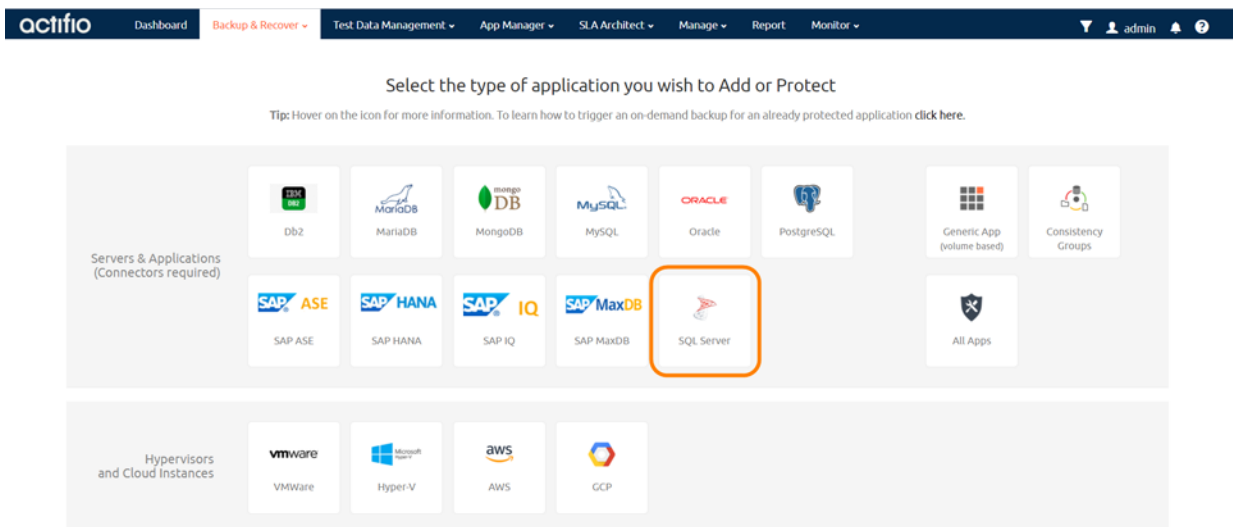 actifio Dashboard Backup & Recover Test Data Management App Manager SLA Architect Manage Report Monitor admin
Select the type of application you wish to Add or Protect
Tip: Hover on the icon for more information. To learn how to trigger an on-demand backup for an already protected application click here.
Servers & Applications
(Connectors required)
IBM
DB2
Db2
MariaDB
MariaDB
mongo
DB
MongoDB
MySQL
MySQL
ORACLE
Oracle
PostgreSQL
Generic App
(volume based)
Consistency
Groups
SAP ASE
SAP ASE
SAP HANA
SAP HANA
SAP IQ
SAP IQ
SAP MaxDB
SAP MaxDB
SQL Server
All Apps
Hypervisors
and Cloud Instances
vmware
VMWare
Microsoft
Hyper-V
Hyper-V
aws
AWS
GCP